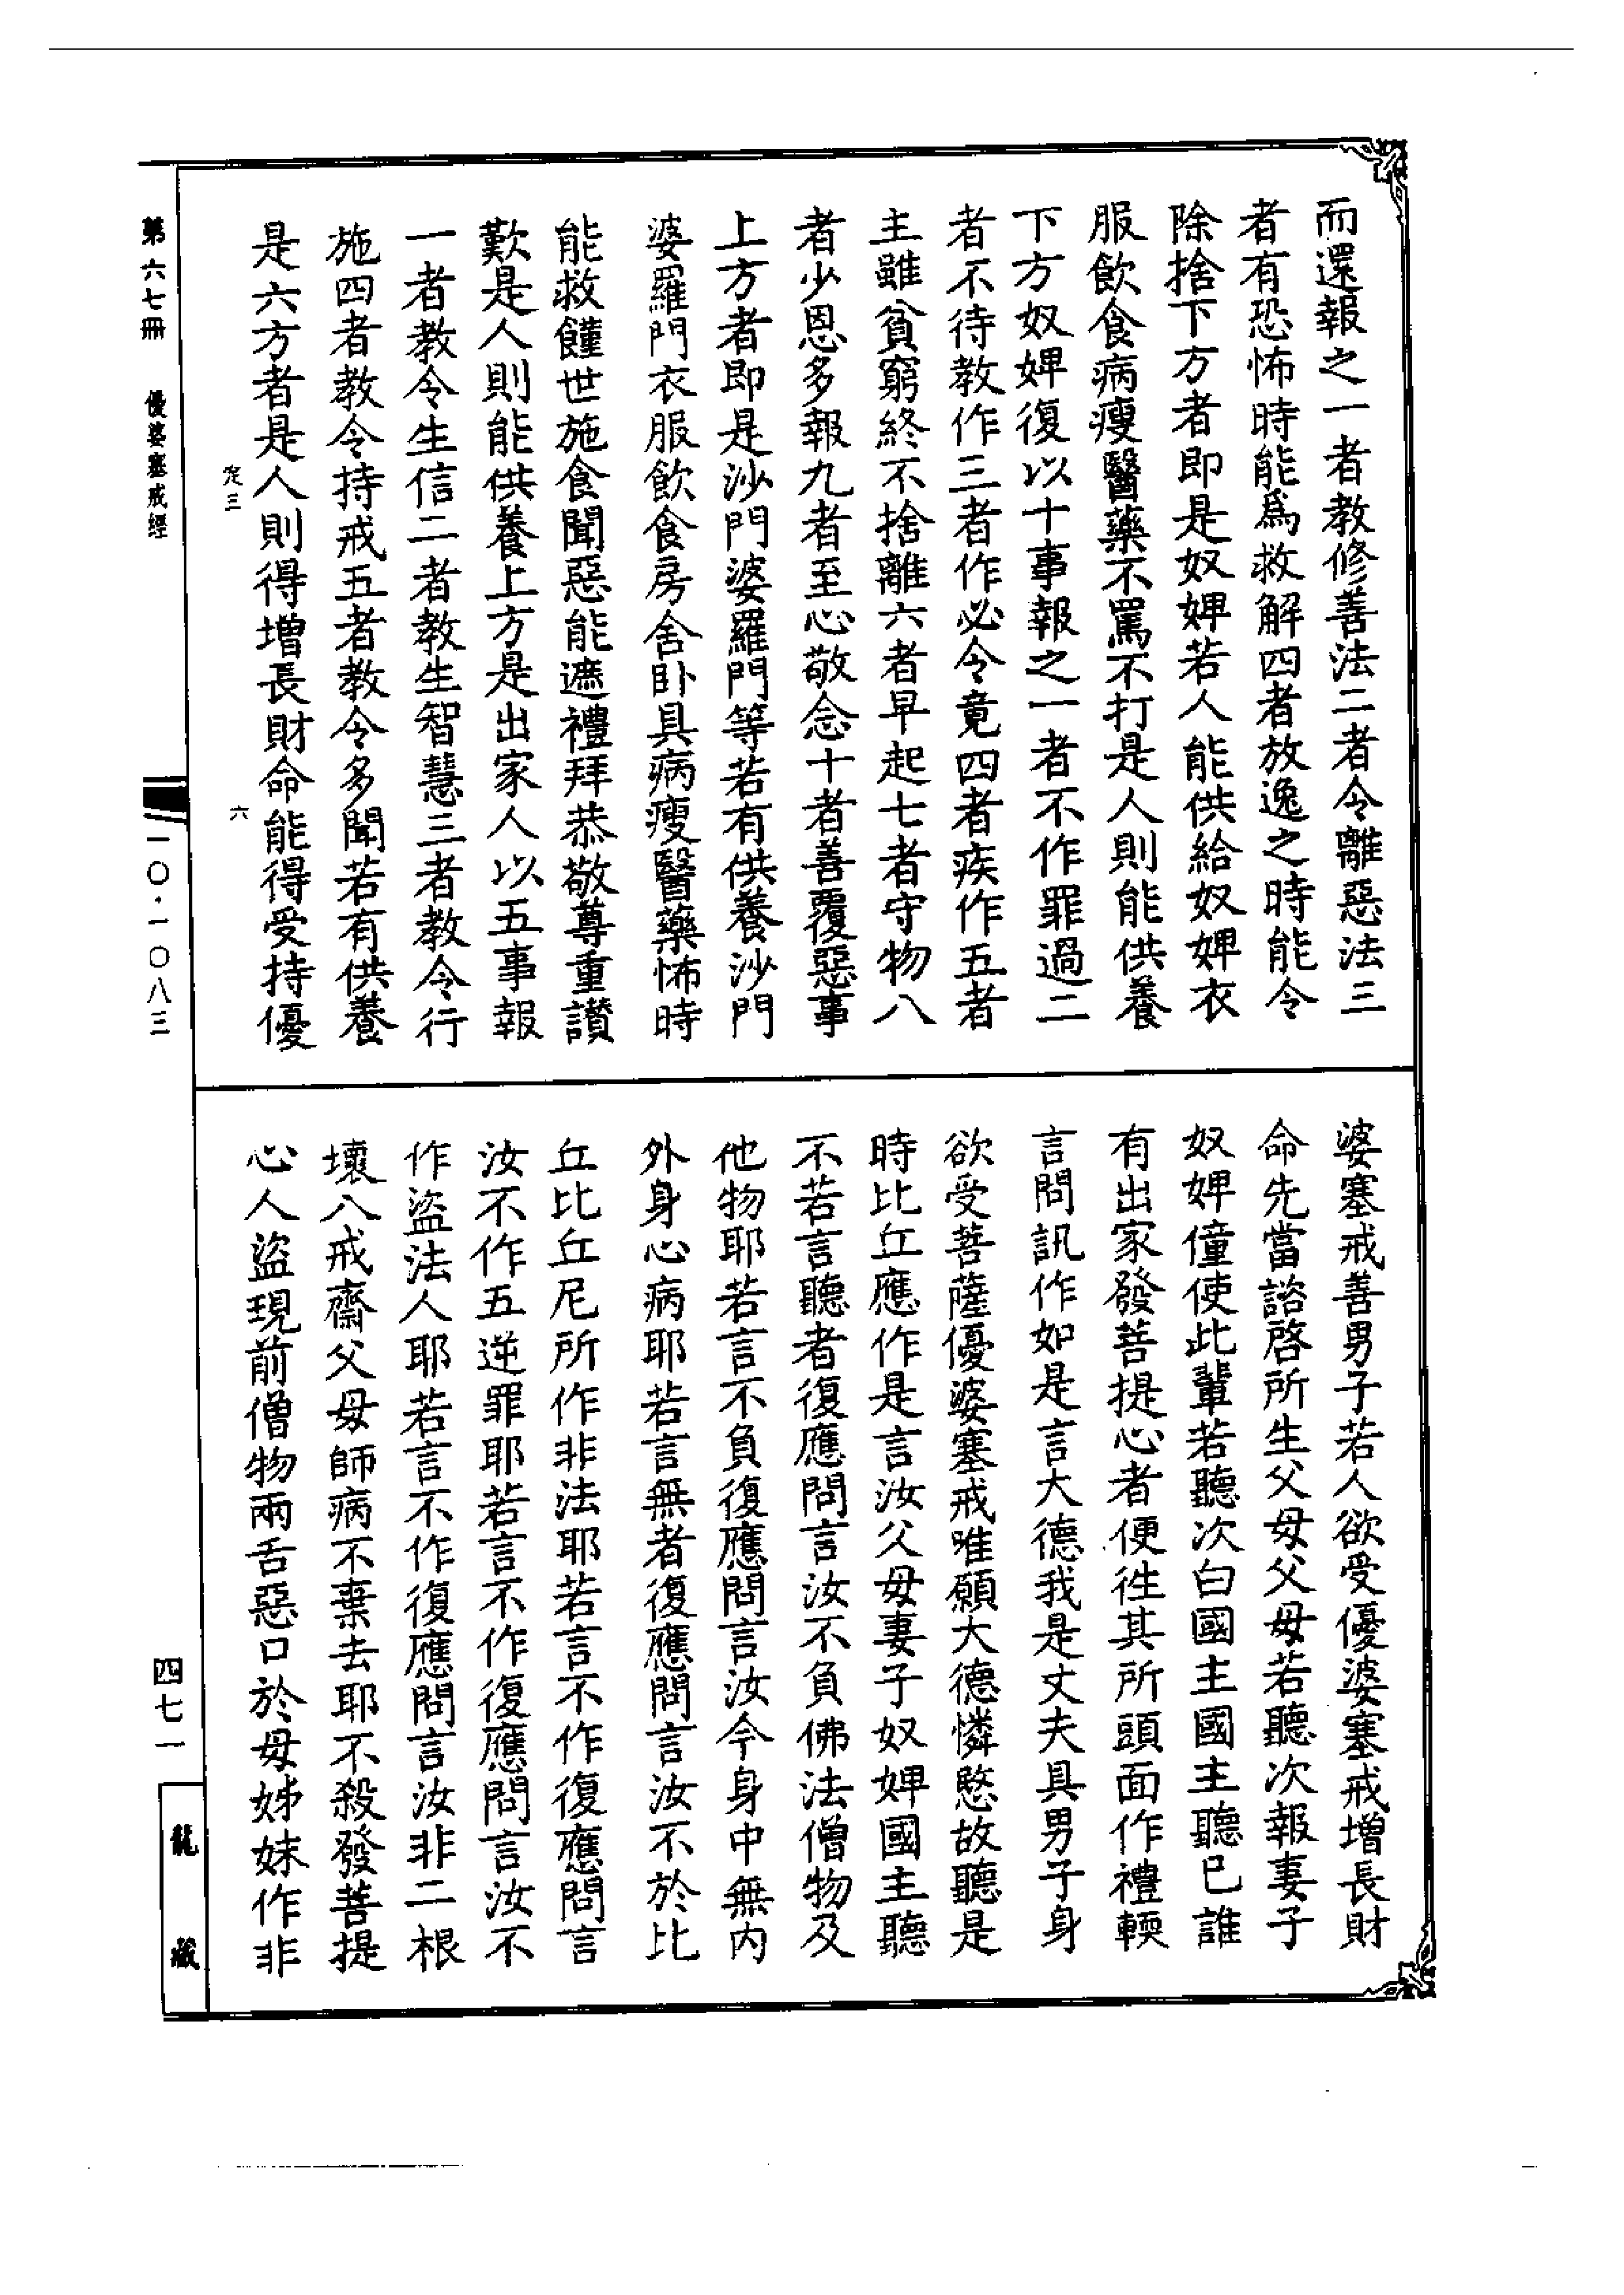 而還報之一者教修善法二者令離惡法三
者有恐怖時能爲救解四者放逸之時能令
除捨下方者即是奴婢若人能供給奴婢衣
服飲食病瘦醫藥不罵不打是人則能供養
下方奴婢復以十事報之一者不作罪過二
者不待教作三者作必令竟四者疾作五者
主雖貧窮終不捨離六者早起七者守物八
者少恩多報九者至心敬念十者善覆惡事
上方者即是沙門婆羅門等若有供養沙門
婆羅門衣服飲食房舍卧具病瘦醫藥怖時
能救饉世施食聞惡能遮禮拜恭敬尊重讃
歎是人則能供養上方是出家人以五事報
一者教令生信二者教生智慧三者教令行
施四者教令持戒五者教令多聞若有供養
是六方者是人則得增長財命能得受持優
婆塞戒善男子若人欲受優婆塞戒增長財
命先當諮啓所生父母父母若聽次報妻子
奴婢僮使此輩若聽次白國主國主聽已誰
有出家發菩提心者便徃其所頭面作禮輭
言問訊作如是言大德我是丈夫具男子身
欲受菩薩優婆塞戒唯願大德憐愍故聽是
時比丘應作是言汝父母妻子奴婢國主聽
不若言聽者復應問言汝不負佛法僧物及
他物耶若言不負復應問言汝今身中無内
外身心病耶若言無者復應問言汝不於比
丘比丘尼所作非法耶若言不作復應問言
汝不作五逆罪耶若言不作復應問言汝不
作盜法人耶若言不作復應問言汝非二根
壞八戒齋父母師病不棄去耶不殺發菩提
心人盜現前僧物兩舌惡口於母姊妹作非
第六七冊 優婆塞戒經
定三
六
一〇·一〇八三
四七一
龍藏